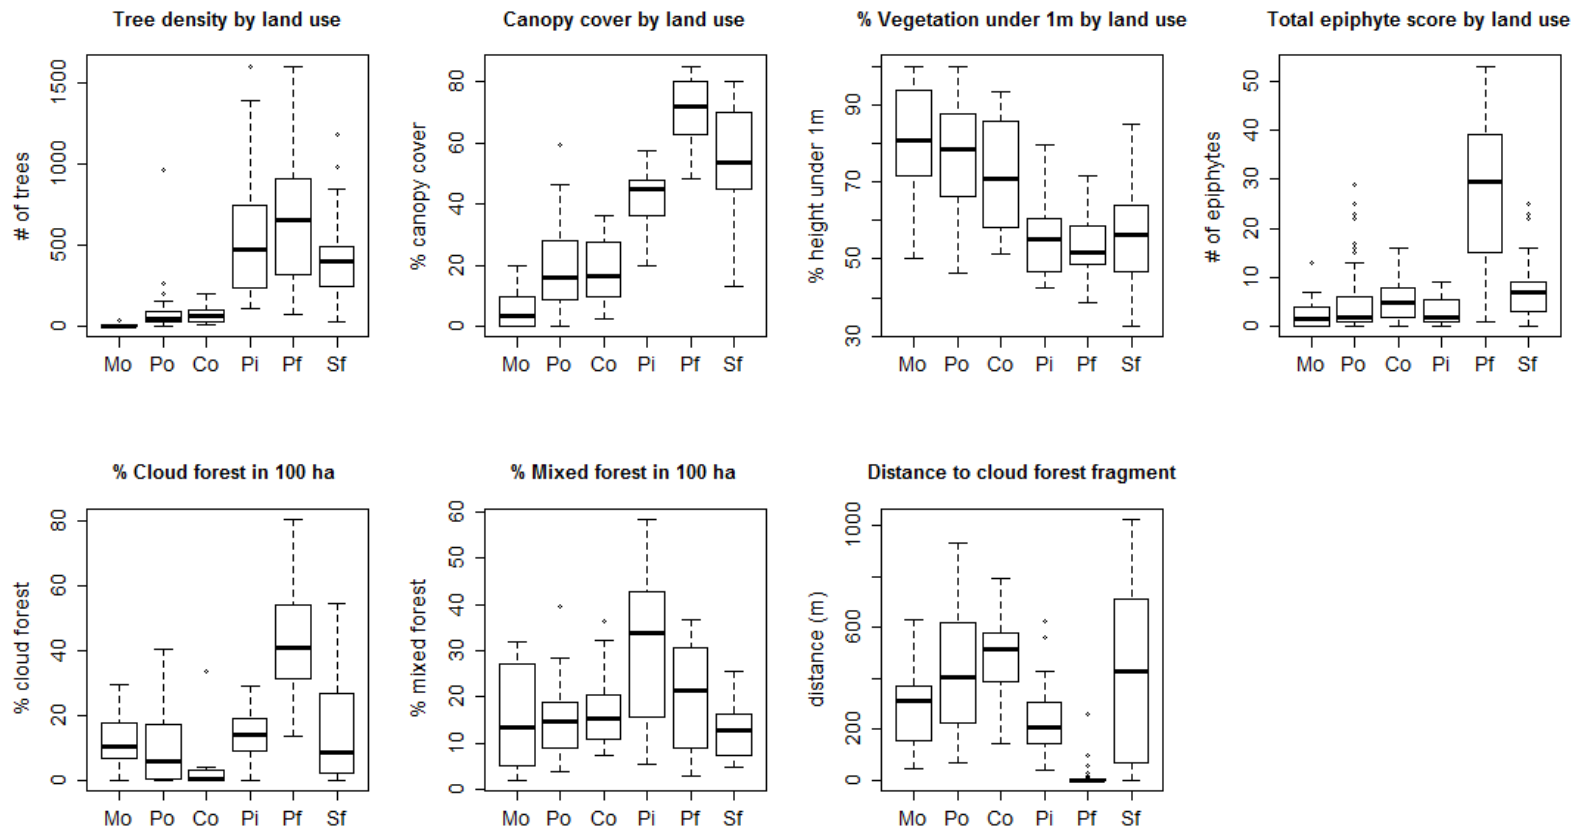 Tree density by land use
# of trees
0 500 1000 1500
Mo Po Co Pi Pf Sf
Canopy cover by land use
% canopy cover
0 20 40 60 80
Mo Po Co Pi Pf Sf
% Vegetation under 1m by land use
% height under 1m
30 50 70 90
Mo Po Co Pi Pf Sf
Total epiphyte score by land use
# of epiphytes
0 10 20 30 40 50
Mo Po Co Pi Pf Sf
% Cloud forest in 100 ha
% cloud forest
0 20 40 60 80
Mo Po Co Pi Pf Sf
% Mixed forest in 100 ha
% mixed forest
0 10 20 30 40 50 60
Mo Po Co Pi Pf Sf
Distance to cloud forest fragment
distance (m)
0 200 600 1000
Mo Po Co Pi Pf Sf